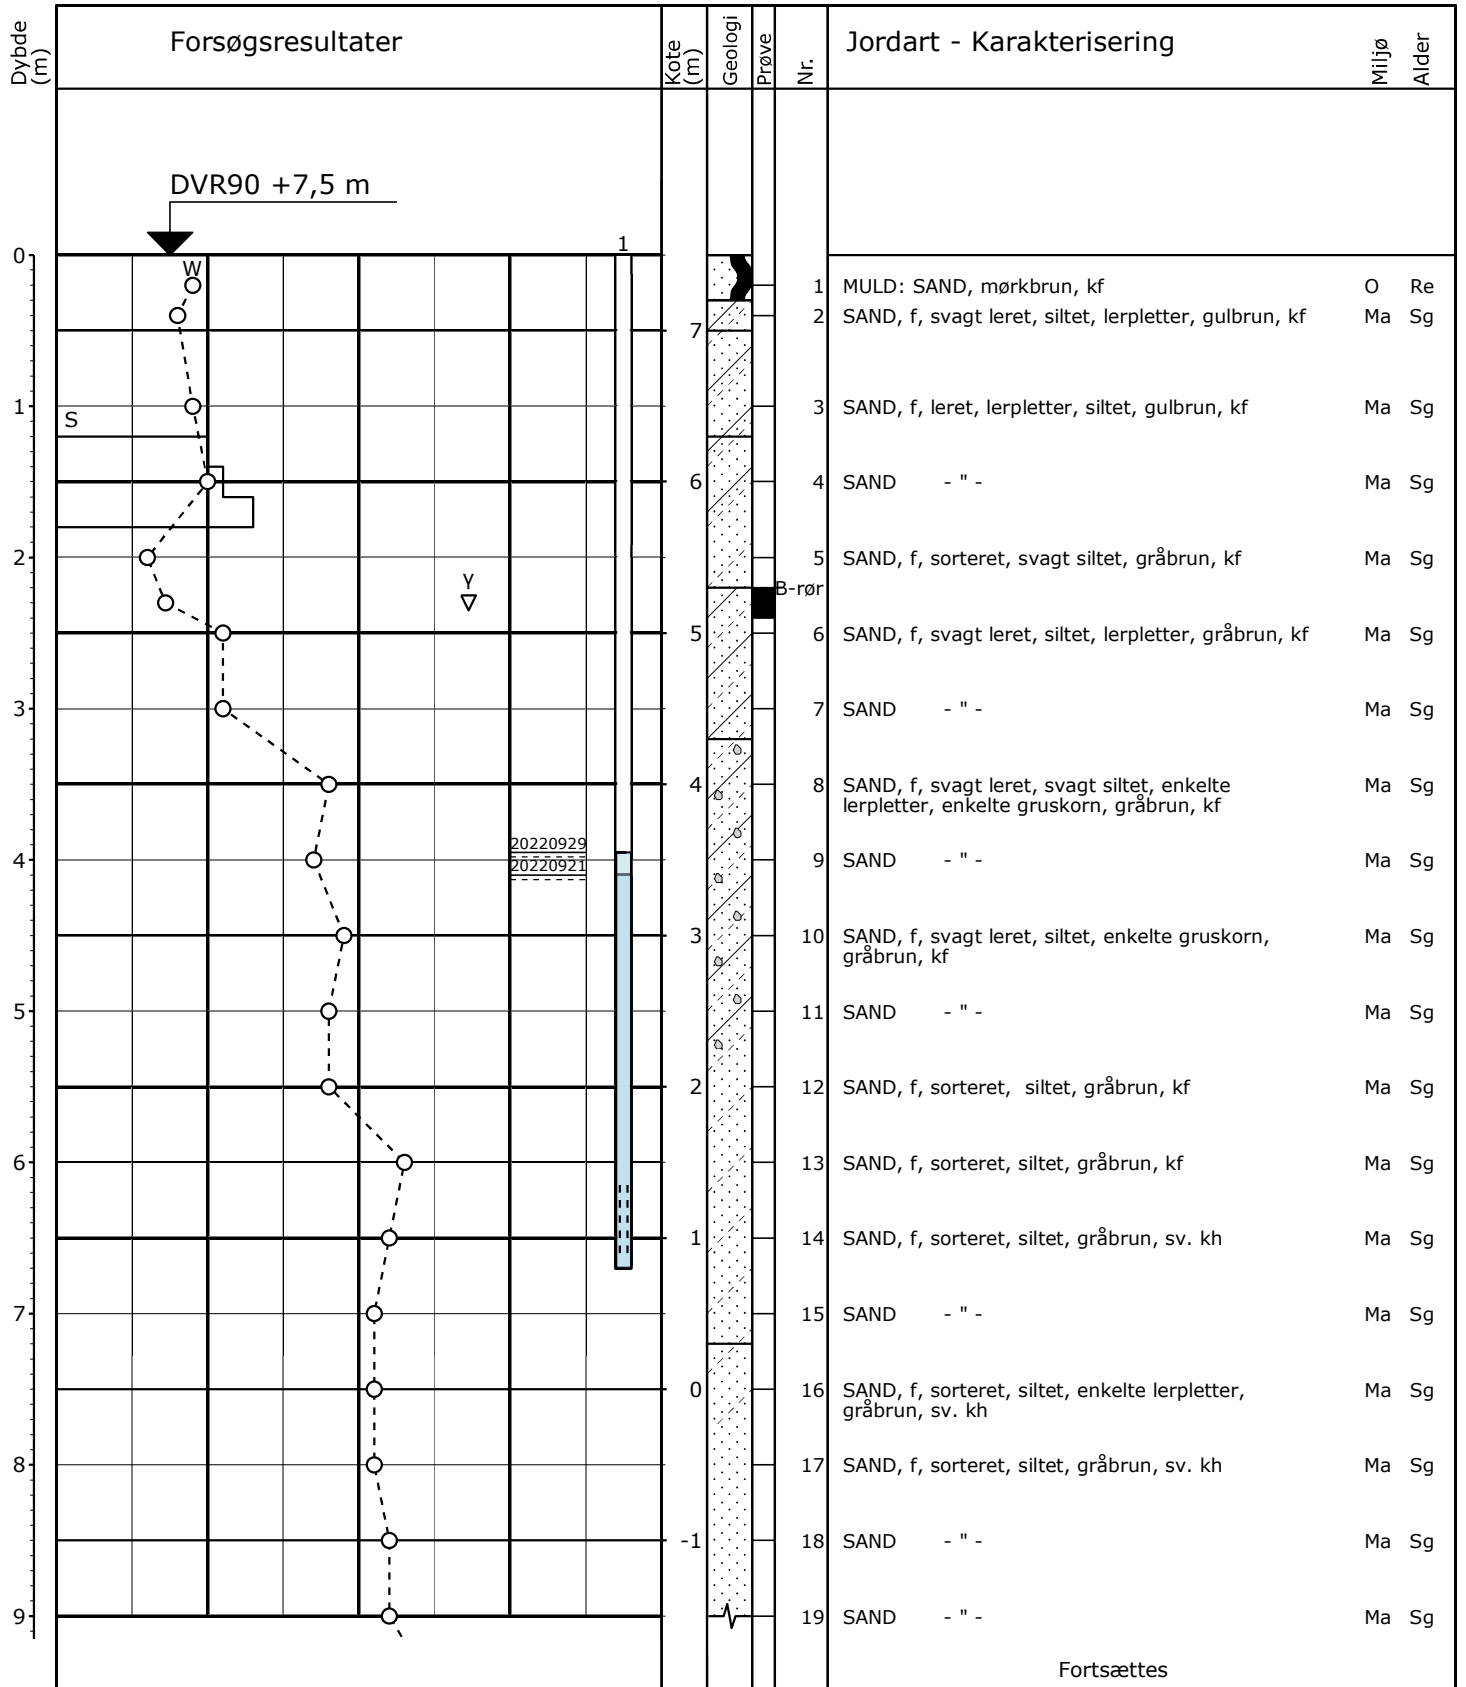 Dybde (m)
Forsøgsresultater
Kote (m)
Geologi
Prøve
Nr.
Jordart - Karakterisering
Miljø
Alder
DVR90 +7,5 m
1
0
W
1 MULD: SAND, mørkbrun, kf O Re
7
2 SAND, f, svagt leret, siltet, lerpletter, gulbrun, kf Ma Sg
1
S
3 SAND, f, leret, lerpletter, siltet, gulbrun, kf Ma Sg
6
4 SAND - " - Ma Sg
2
5 SAND, f, sorteret, svagt siltet, gråbrun, kf Ma Sg
γ
B-rør
5
6 SAND, f, svagt leret, siltet, lerpletter, gråbrun, kf Ma Sg
3
7 SAND - " - Ma Sg
4
8 SAND, f, svagt leret, svagt siltet, enkelte Ma Sg
lerpletter, enkelte gruskorn, gråbrun, kf
20220929
4
9 SAND - " - Ma Sg
20220921
3
10 SAND, f, svagt leret, siltet, enkelte gruskorn, Ma Sg
gråbrun, kf
5
11 SAND - " - Ma Sg
2
12 SAND, f, sorteret, siltet, gråbrun, kf Ma Sg
6
13 SAND, f, sorteret, siltet, gråbrun, kf Ma Sg
1
14 SAND, f, sorteret, siltet, gråbrun, sv. kh Ma Sg
7
15 SAND - " - Ma Sg
0
16 SAND, f, sorteret, siltet, enkelte lerpletter, Ma Sg
gråbrun, sv. kh
8
17 SAND, f, sorteret, siltet, gråbrun, sv. kh Ma Sg
-1
18 SAND - " - Ma Sg
9
19 SAND - " - Ma Sg
Fortsættes